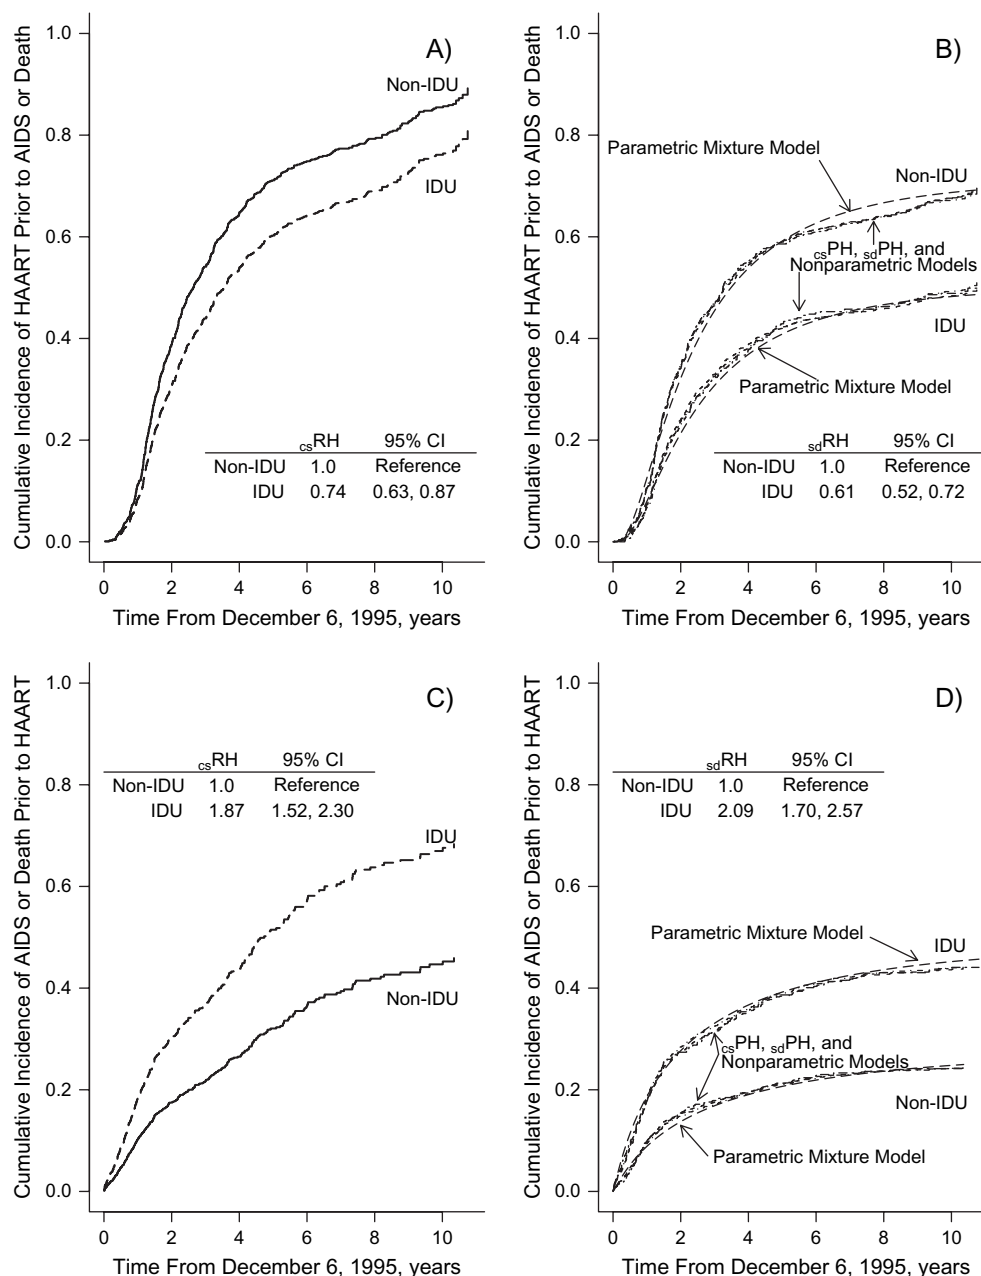 A)
Cumulative Incidence of HAART Prior to AIDS or Death
1.0
0.8
0.6
0.4
0.2
0.0
Non-IDU
IDU
csRH 95% CI
Non-IDU 1.0 Reference
IDU 0.74 0.63, 0.87
0 2 4 6 8 10
Time From December 6, 1995, years
B)
Cumulative Incidence of HAART Prior to AIDS or Death
1.0
0.8
0.6
0.4
0.2
0.0
Parametric Mixture Model
Non-IDU
csPH, sdPH, and
Nonparametric Models
IDU
Parametric Mixture Model
sdRH 95% CI
Non-IDU 1.0 Reference
IDU 0.61 0.52, 0.72
0 2 4 6 8 10
Time From December 6, 1995, years
C)
Cumulative Incidence of AIDS or Death Prior to HAART
1.0
0.8
0.6
0.4
0.2
0.0
csRH 95% CI
Non-IDU 1.0 Reference
IDU 1.87 1.52, 2.30
IDU
Non-IDU
0 2 4 6 8 10
Time From December 6, 1995, years
D)
Cumulative Incidence of AIDS or Death Prior to HAART
1.0
0.8
0.6
0.4
0.2
0.0
sdRH 95% CI
Non-IDU 1.0 Reference
IDU 2.09 1.70, 2.57
Parametric Mixture Model
IDU
csPH, sdPH, and
Nonparametric Models
Non-IDU
Parametric Mixture Model
0 2 4 6 8 10
Time From December 6, 1995, years